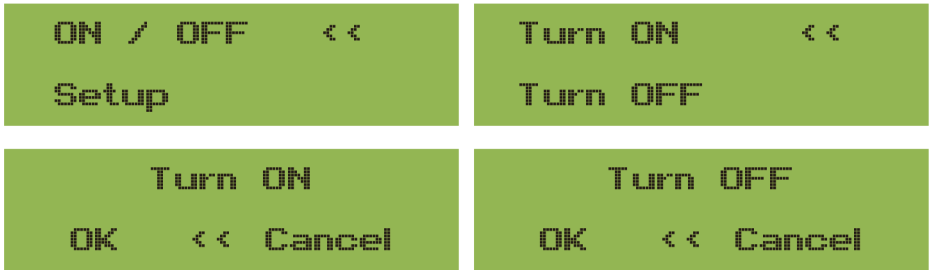 ON / OFF <<
Setup
Turn ON <<
Turn OFF
Turn ON
OK << Cancel
Turn OFF
OK << Cancel